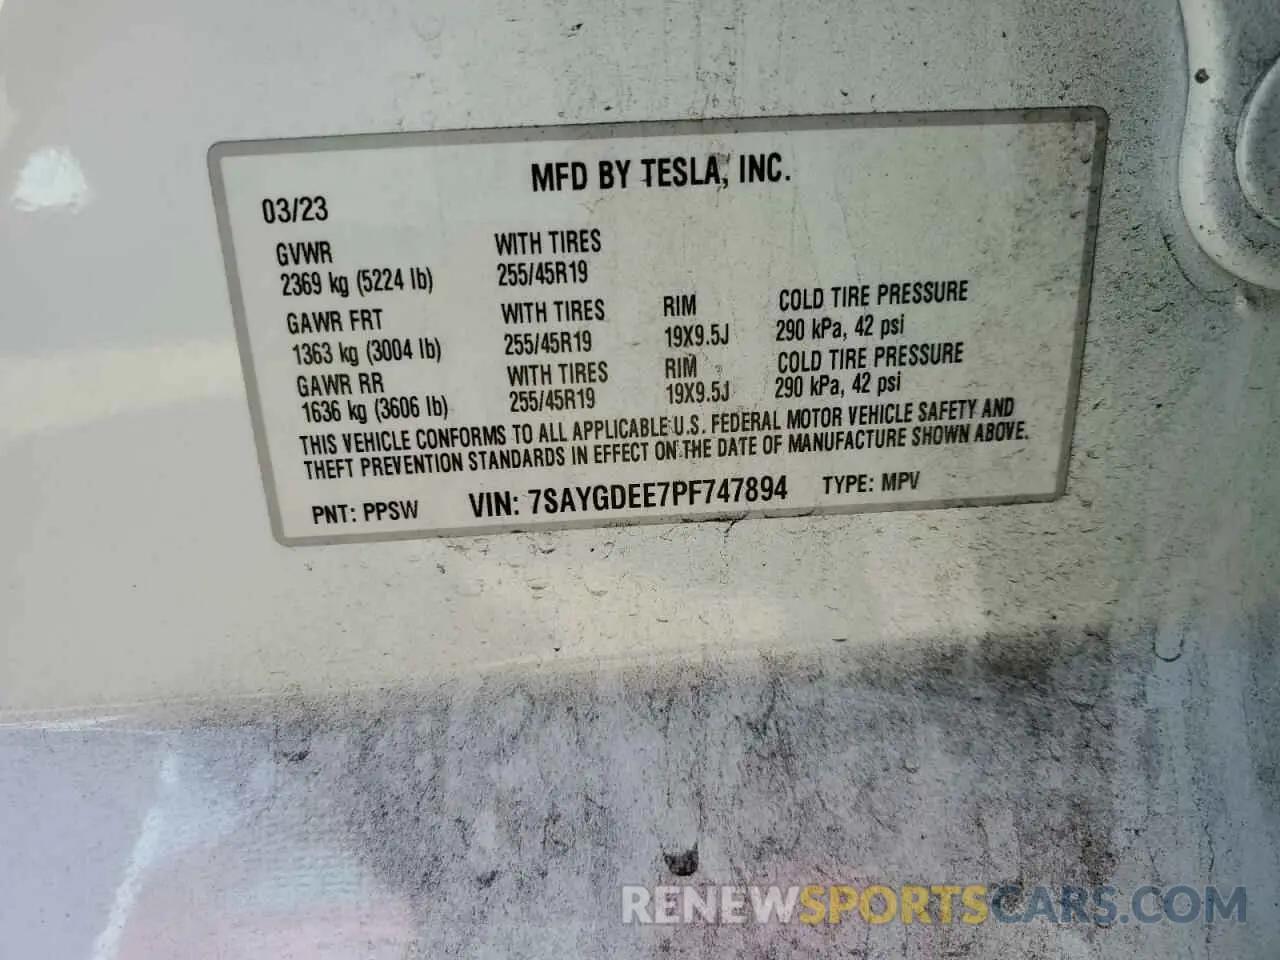 MFD BY TESLA, INC.
03/23
GVWR WITH TIRES
2369 kg (5224 lb) 255/45R19
GAWR FRT WITH TIRES RIM COLD TIRE PRESSURE
1363 kg (3004 lb) 255/45R19 19X9.5J 290 kPa, 42 psi
GAWR RR WITH TIRES RIM COLD TIRE PRESSURE
1636 kg (3606 lb) 255/45R19 19X9.5J 290 kPa, 42 psi
THIS VEHICLE CONFORMS TO ALL APPLICABLE U.S. FEDERAL MOTOR VEHICLE SAFETY AND
THEFT PREVENTION STANDARDS IN EFFECT ON THE DATE OF MANUFACTURE SHOWN ABOVE.
PNT: PPSW VIN: 7SAYGDEE7PF747894 TYPE: MPV
RENEWSPORTSCARS.COM